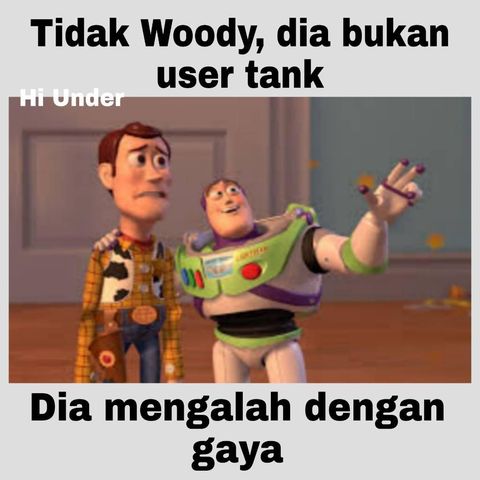 Tidak Woody, dia bukan
user tank
Hi Under
Dia mengalah dengan
gaya